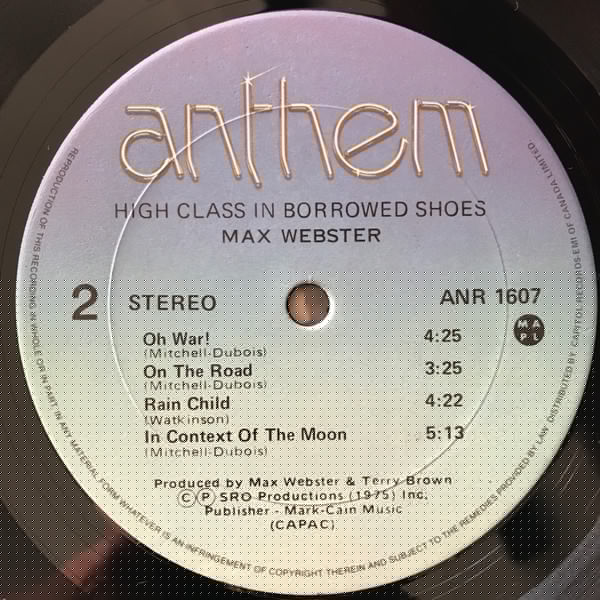 anthem
HIGH CLASS IN BORROWED SHOES
MAX WEBSTER
2 STEREO ANR 1607
M A P L
Oh War! 4:25
(Mitchell-Dubois)
On The Road 3:25
(Mitchell-Dubois)
Rain Child 4:22
(Watkinson)
In Context Of The Moon 5:13
(Mitchell-Dubois)
Produced by Max Webster & Terry Brown
©℗ SRO Productions (1975) Inc.
Publisher - Mark-Cain Music
(CAPAC)
REPRODUCTION OF THIS RECORDING IN WHOLE OR IN PART IN ANY MATERIAL FORM WHATEVER IS AN INFRINGEMENT OF COPYRIGHT THEREIN AND SUBJECT TO THE REMEDIES PROVIDED BY LAW DISTRIBUTED BY CAPITOL RECORDS-EMI OF CANADA LIMITED.